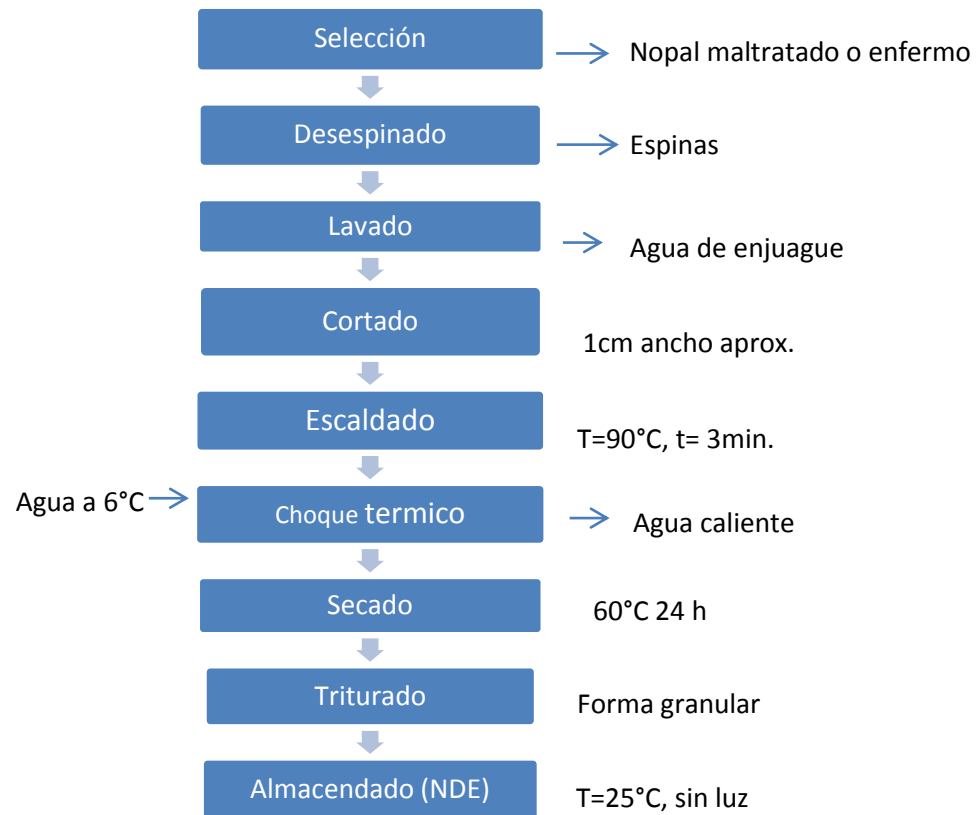 Selección
Nopal maltratado o enfermo
Desespinado
Espinas
Lavado
Agua de enjuague
Cortado
1cm ancho aprox.
Escaldado
T=90°C, t= 3min.
Agua a 6°C
Choque termico
Agua caliente
Secado
60°C 24 h
Triturado
Forma granular
Almacendado (NDE)
T=25°C, sin luz